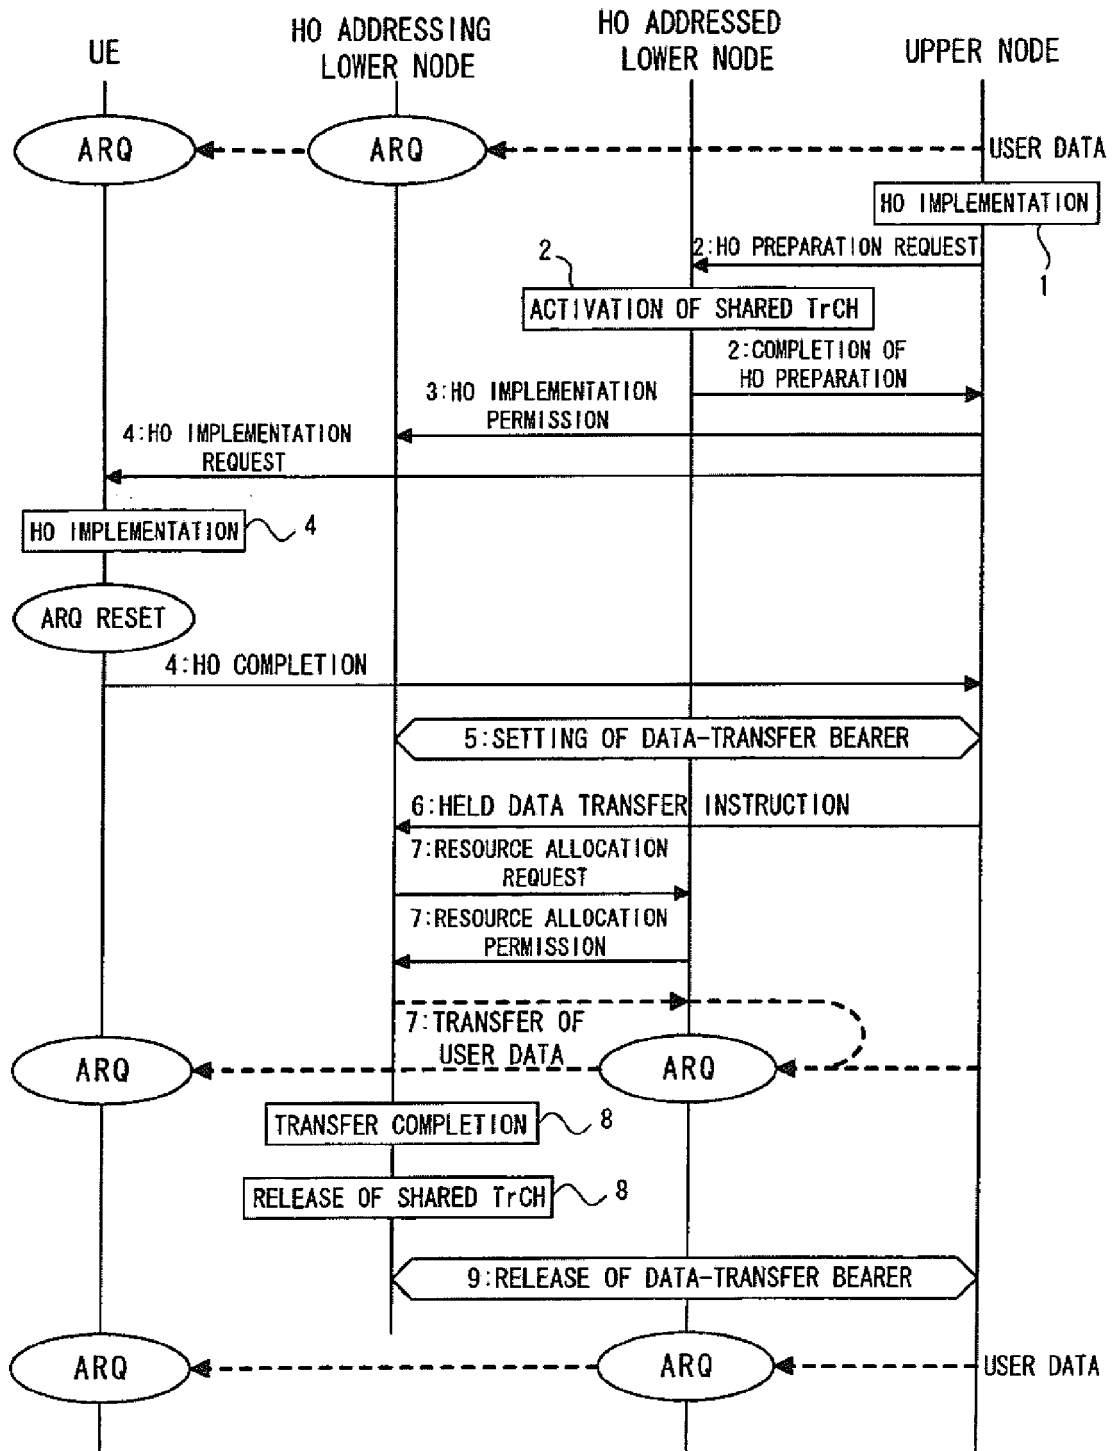 UE
HO ADDRESSING
LOWER NODE
HO ADDRESSED
LOWER NODE
UPPER NODE
ARQ
ARQ
USER DATA
HO IMPLEMENTATION
1
2:HO PREPARATION REQUEST
2
ACTIVATION OF SHARED TrCH
2:COMPLETION OF
HO PREPARATION
3:HO IMPLEMENTATION
PERMISSION
4:HO IMPLEMENTATION
REQUEST
HO IMPLEMENTATION
4
ARQ RESET
4:HO COMPLETION
5:SETTING OF DATA-TRANSFER BEARER
6:HELD DATA TRANSFER INSTRUCTION
7:RESOURCE ALLOCATION
REQUEST
7:RESOURCE ALLOCATION
PERMISSION
7:TRANSFER OF
USER DATA
ARQ
ARQ
TRANSFER COMPLETION
8
RELEASE OF SHARED TrCH
8
9:RELEASE OF DATA-TRANSFER BEARER
ARQ
ARQ
USER DATA